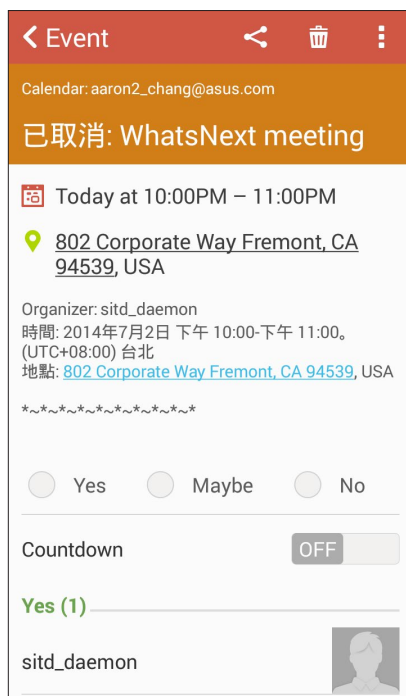 Event
Calendar: aaron2_chang@asus.com
已取消: WhatsNext meeting
Today at 10:00PM – 11:00PM
802 Corporate Way Fremont, CA
94539, USA
Organizer: sitd_daemon
時間: 2014年7月2日 下午 10:00-下午 11:00。
(UTC+08:00) 台北
地點: 802 Corporate Way Fremont, CA 94539, USA
*~*~*~*~*~*~*~*~*~*
Yes Maybe No
Countdown OFF
Yes (1)
sitd_daemon